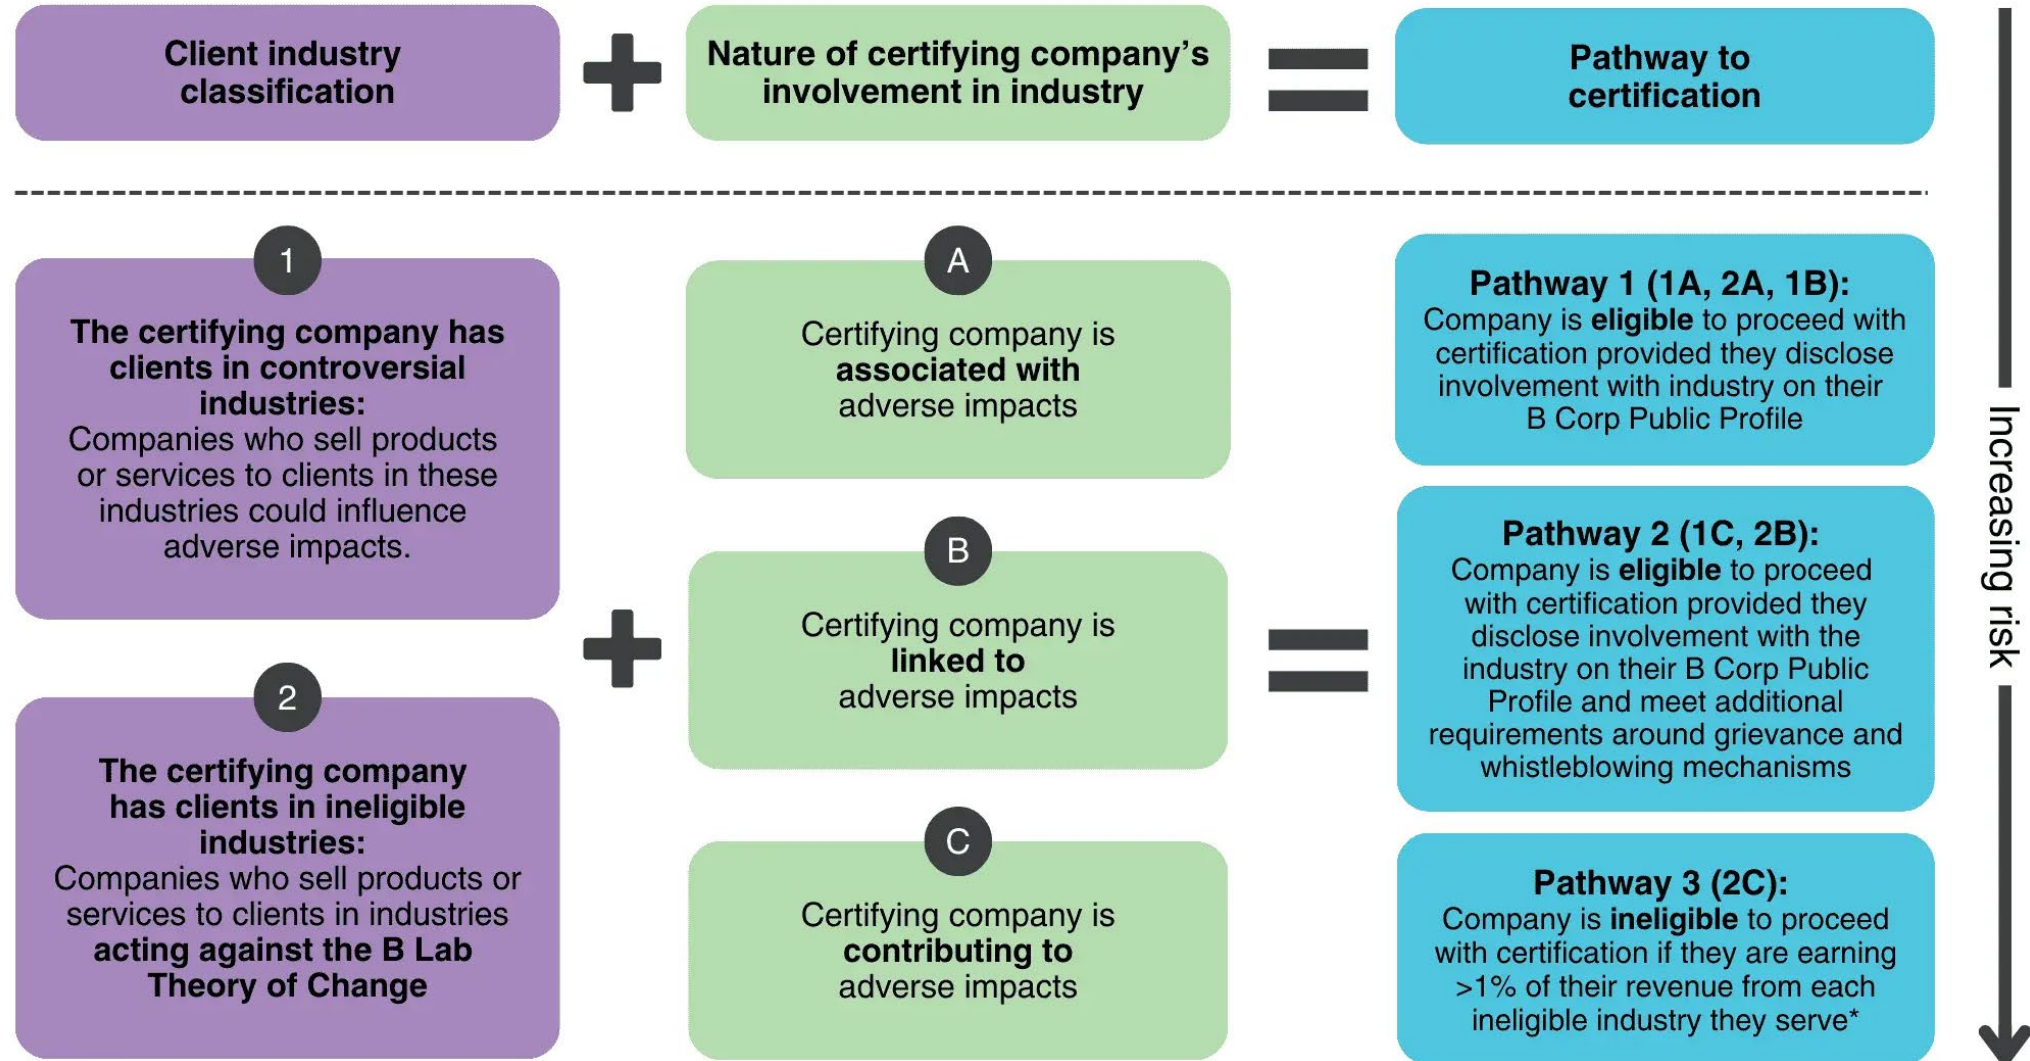 Client industry
classification
Nature of certifying company’s
involvement in industry
Pathway to
certification
1
The certifying company has
clients in controversial
industries:
Companies who sell products
or services to clients in these
industries could influence
adverse impacts.
2
The certifying company
has clients in ineligible
industries:
Companies who sell products or
services to clients in industries
acting against the B Lab
Theory of Change
A
Certifying company is
associated with
adverse impacts
B
Certifying company is
linked to
adverse impacts
C
Certifying company is
contributing to
adverse impacts
Pathway 1 (1A, 2A, 1B):
Company is eligible to proceed with
certification provided they disclose
involvement with industry on their
B Corp Public Profile
Pathway 2 (1C, 2B):
Company is eligible to proceed
with certification provided they
disclose involvement with the
industry on their B Corp Public
Profile and meet additional
requirements around grievance and
whistleblowing mechanisms
Pathway 3 (2C):
Company is ineligible to proceed
with certification if they are earning
>1% of their revenue from each
ineligible industry they serve*
Increasing risk